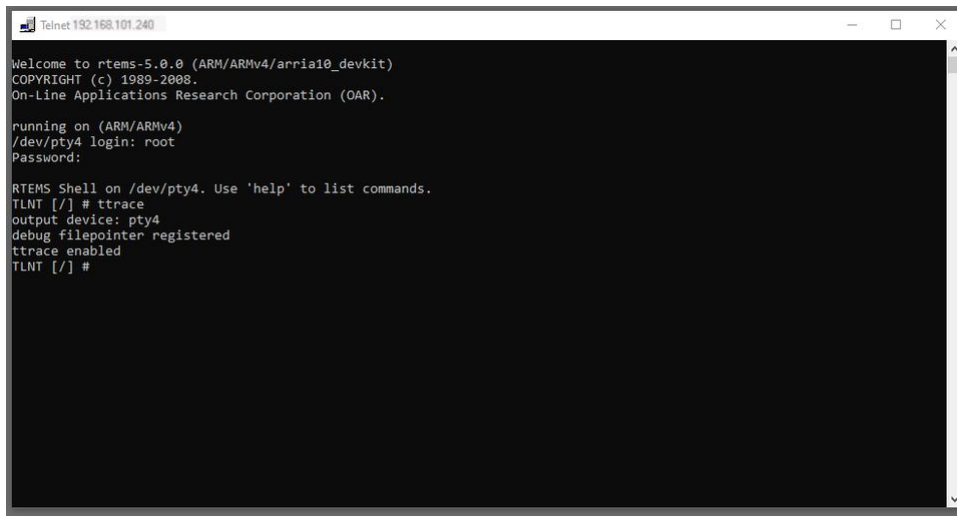 Telnet 192.168.101.240
Welcome to rtems-5.0.0 (ARM/ARMv4/arria10_devkit)
COPYRIGHT (c) 1989-2008.
On-Line Applications Research Corporation (OAR).
running on (ARM/ARMv4)
/dev/pty4 login: root
Password:
RTEMS Shell on /dev/pty4. Use 'help' to list commands.
TLNT [/] # ttrace
output device: pty4
debug filepointer registered
ttrace enabled
TLNT [/] #